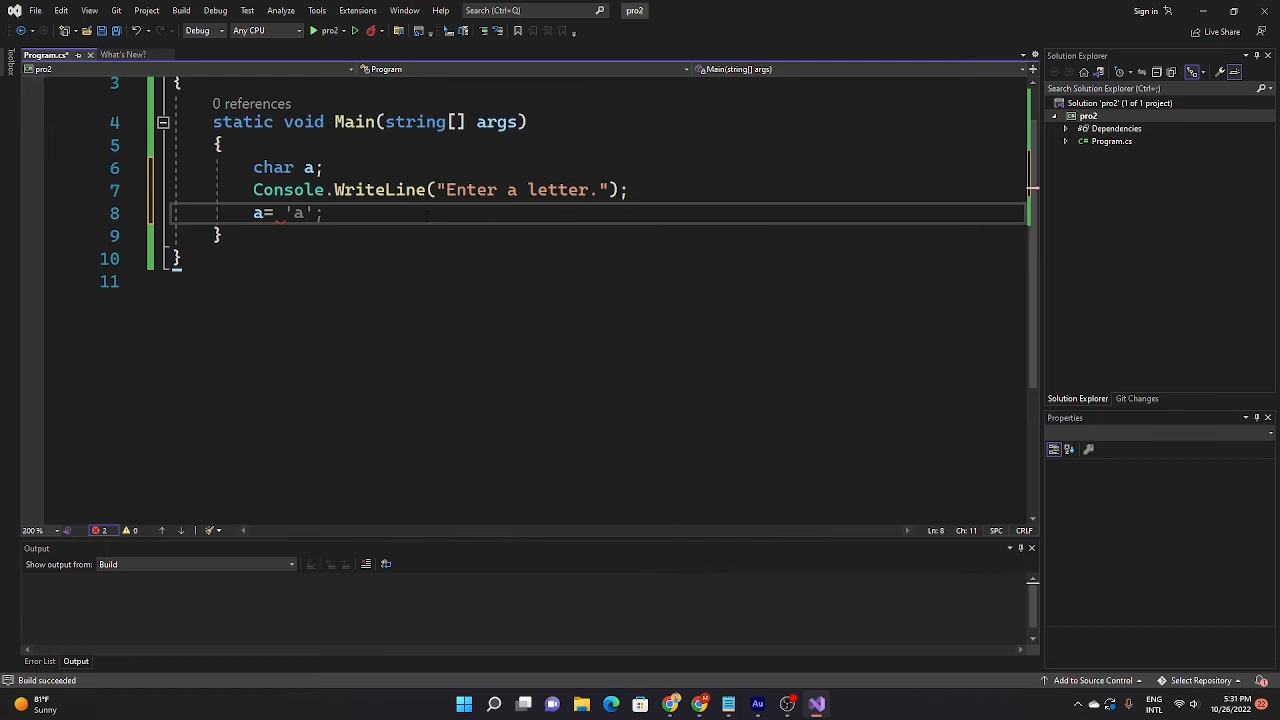 File Edit View Git Project Build Debug Test Analyze Tools Extensions Window Help Search (Ctrl+Q) pro2 Sign in
Debug Any CPU pro2 Live Share
Program.cs* What's New?
pro2 Program Main(string[] args)
3 {
0 references
4 static void Main(string[] args)
5 {
6 char a;
7 Console.WriteLine("Enter a letter.");
8 a= 'a';
9 }
10 }
11
200 % 2 0 Ln: 8 Ch: 11 SPC CRLF
Output
Show output from: Build
Error List Output
Build succeeded
Toolbox
Solution Explorer
Search Solution Explorer (Ctrl+;)
Solution 'pro2' (1 of 1 project)
pro2
Dependencies
Program.cs
Solution Explorer Git Changes
Properties
Add to Source Control Select Repository
81°F
Sunny
ENG
INTL
5:31 PM
10/26/2022